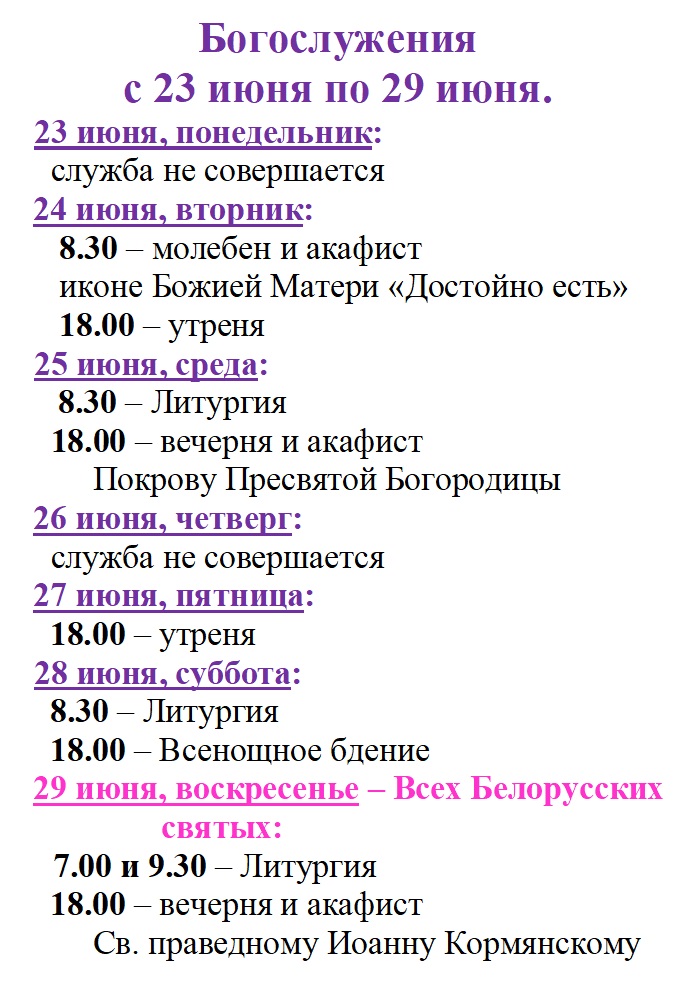 Богослужения
с 23 июня по 29 июня.
23 июня, понедельник:
служба не совершается
24 июня, вторник:
8.30 – молебен и акафист
иконе Божией Матери «Достойно есть»
18.00 – утреня
25 июня, среда:
8.30 – Литургия
18.00 – вечерня и акафист
Покрову Пресвятой Богородицы
26 июня, четверг:
служба не совершается
27 июня, пятница:
18.00 – утреня
28 июня, суббота:
8.30 – Литургия
18.00 – Всенощное бдение
29 июня, воскресенье – Всех Белорусских
святых:
7.00 и 9.30 – Литургия
18.00 – вечерня и акафист
Св. праведному Иоанну Кормянскому